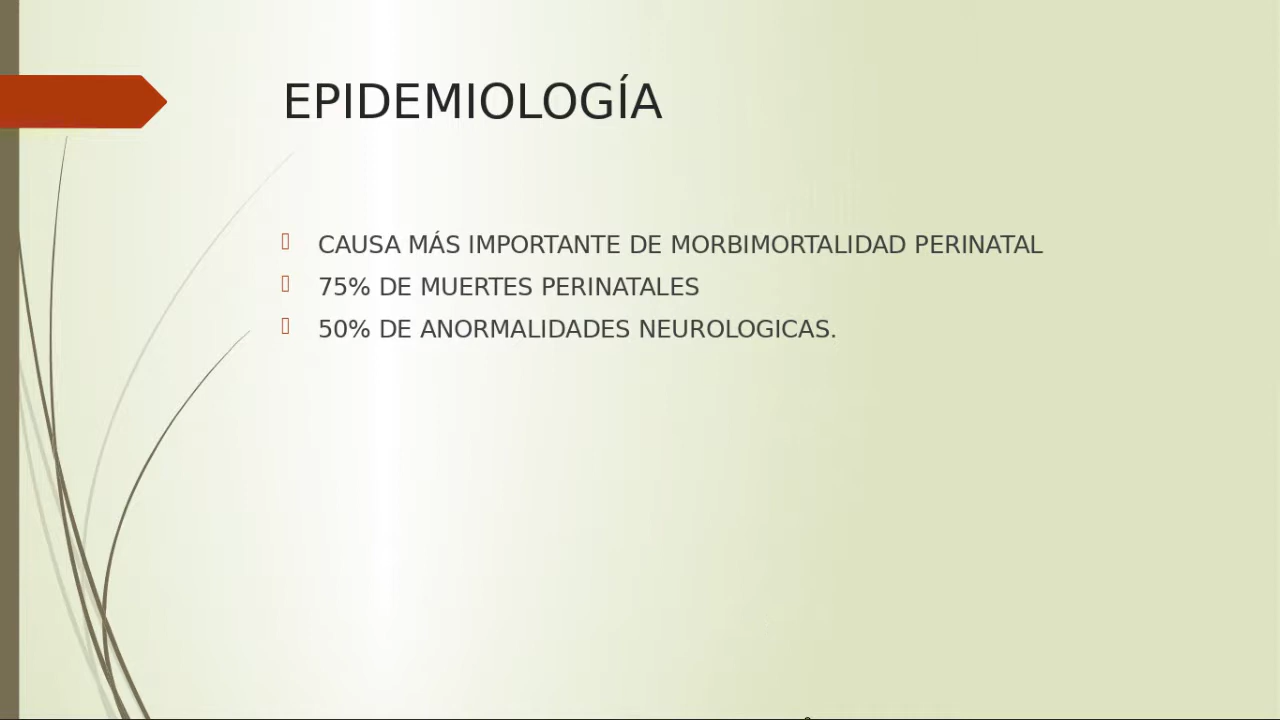 EPIDEMIOLOGÍA
CAUSA MÁS IMPORTANTE DE MORBIMORTALIDAD PERINATAL
75% DE MUERTES PERINATALES
50% DE ANORMALIDADES NEUROLOGICAS.